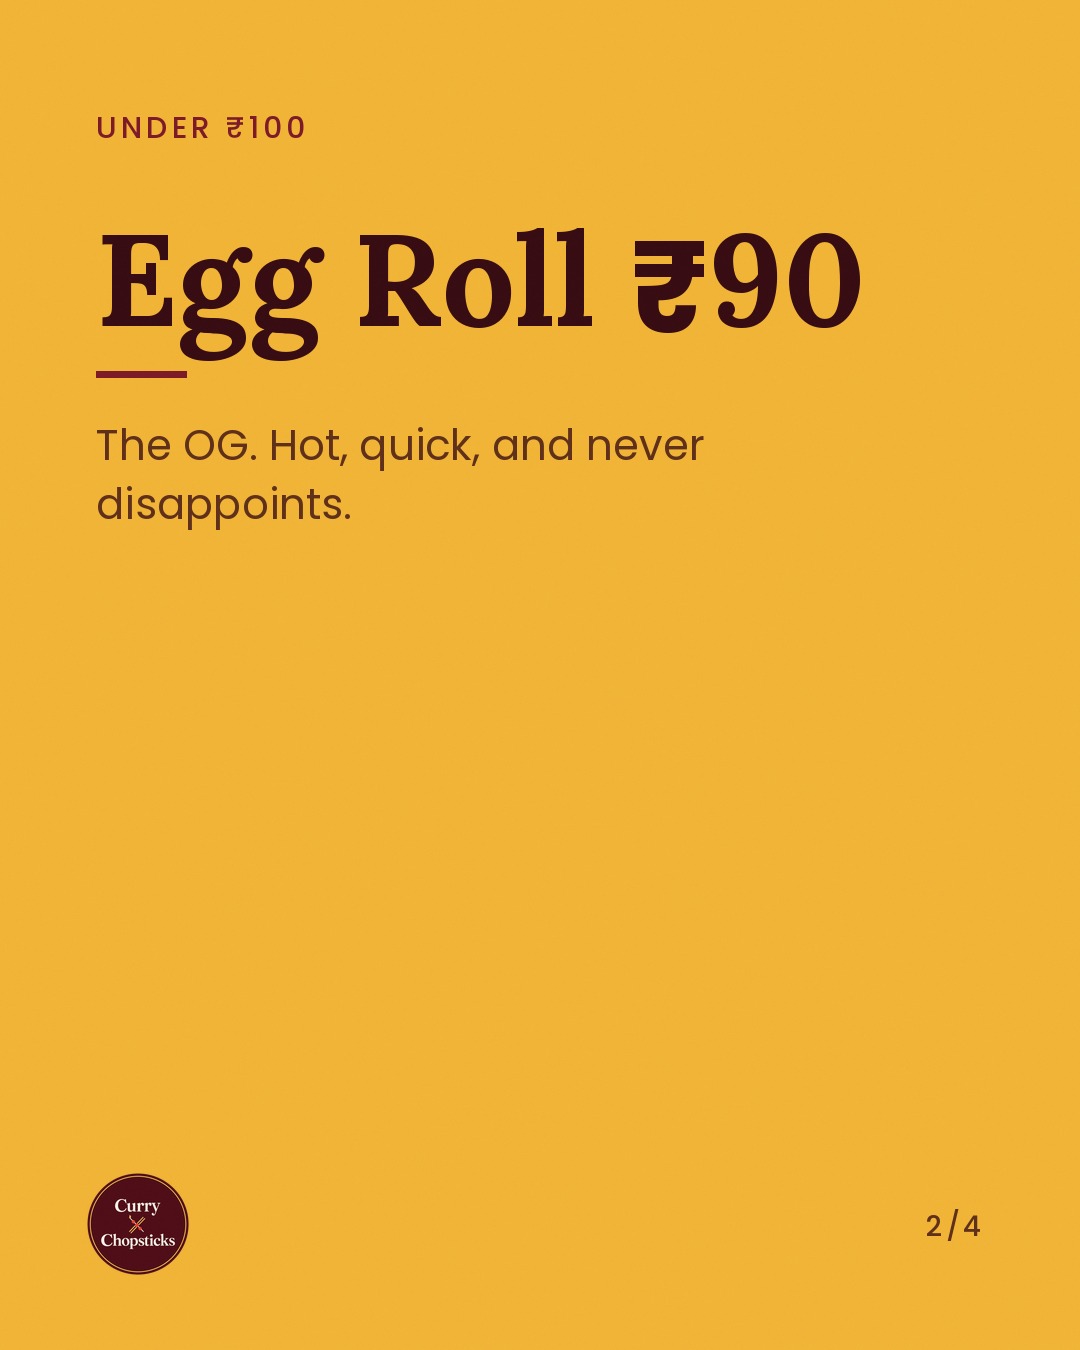 UNDER ₹100
Egg Roll ₹90
The OG. Hot, quick, and never
disappoints.
Curry
Chopsticks
2/4